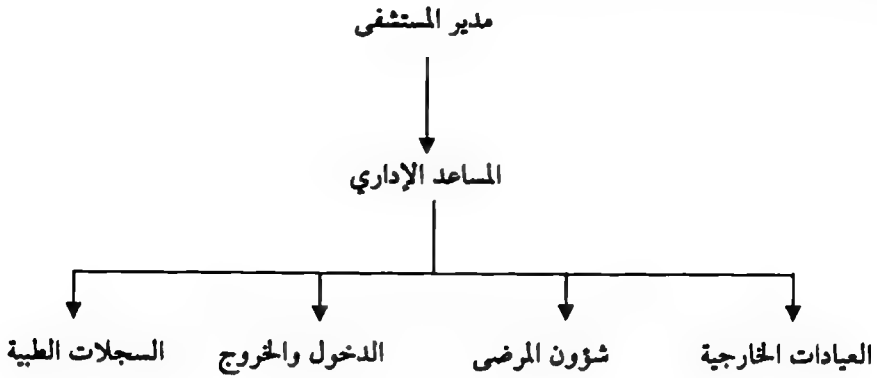 مدير المستشفى
المساعد الإداري
العيادات الخارجية
شؤون المرضى
الدخول والخروج
السجلات الطبية